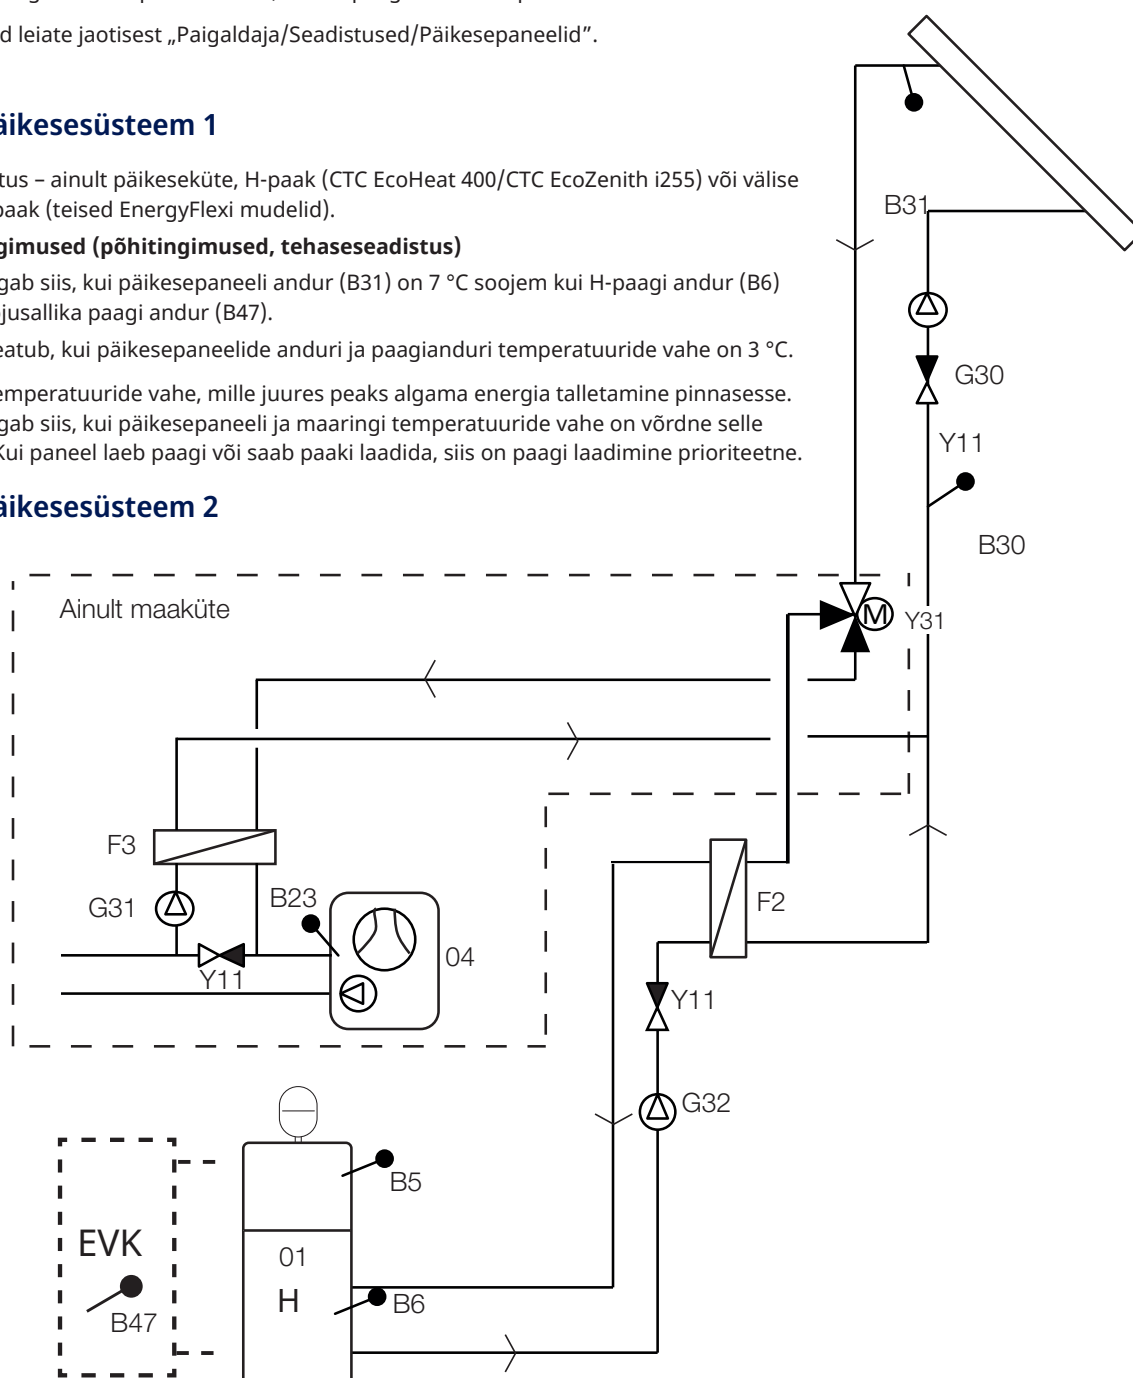 d leiate jaotisest „Paigaldaja/Seadistused/Päikesepaneelid”.
äikesesüsteem 1
tus – ainult päikeseküte, H-paak (CTC EcoHeat 400/CTC EcoZenith i255) või välise
paak (teised EnergyFlexi mudelid).
gimused (põhitingimused, tehaseseadistus)
gab siis, kui päikesepaneeli andur (B31) on 7 °C soojem kui H-paagi andur (B6)
ojusallika paagi andur (B47).
eatub, kui päikesepaneelide anduri ja paagianduri temperatuuride vahe on 3 °C.
emperatuuride vahe, mille juures peaks algama energia talletamine pinnasesse.
gab siis, kui päikesepaneeli ja maaringi temperatuuride vahe on võrdne selle
Kui paneel laeb paagi või saab paaki laadida, siis on paagi laadimine prioriteetne.
äikesesüsteem 2
B31
G30
Y11
B30
Ainult maaküte
M
Y31
F3
G31
B23
Y11
04
F2
Y11
G32
B5
EVK
B47
01
H
B6